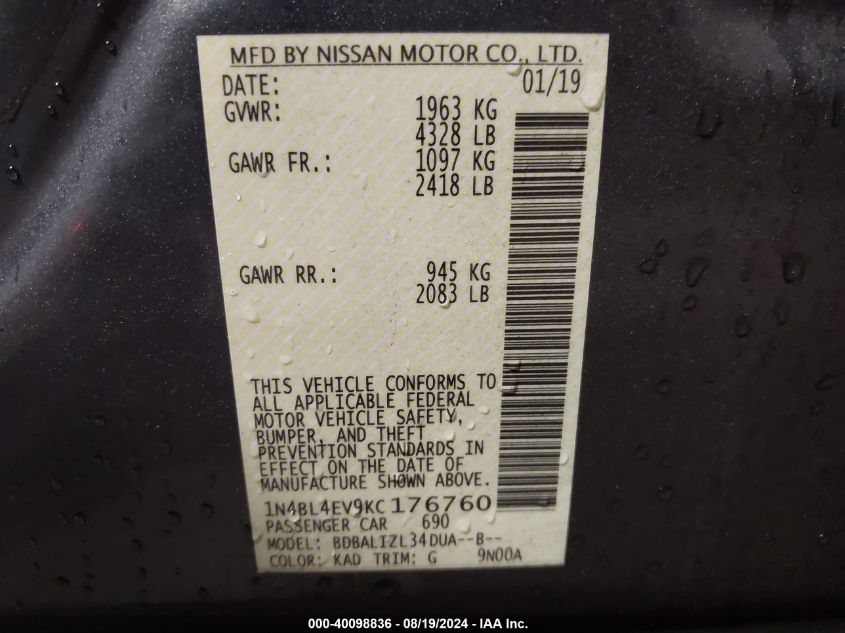 MFD BY NISSAN MOTOR CO., LTD.
DATE: 01/19
GVWR: 1963 KG
4328 LB
GAWR FR.: 1097 KG
2418 LB
GAWR RR.: 945 KG
2083 LB
THIS VEHICLE CONFORMS TO
ALL APPLICABLE FEDERAL
MOTOR VEHICLE SAFETY,
BUMPER, AND THEFT
PREVENTION STANDARDS IN
EFFECT ON THE DATE OF
MANUFACTURE SHOWN ABOVE.
1N4BL4EV9KC176760
PASSENGER CAR 690
MODEL: BDBALIZL34DUA--B--
COLOR: KAD TRIM: G 9N00A
000-40098836 - 08/19/2024 - IAA Inc.